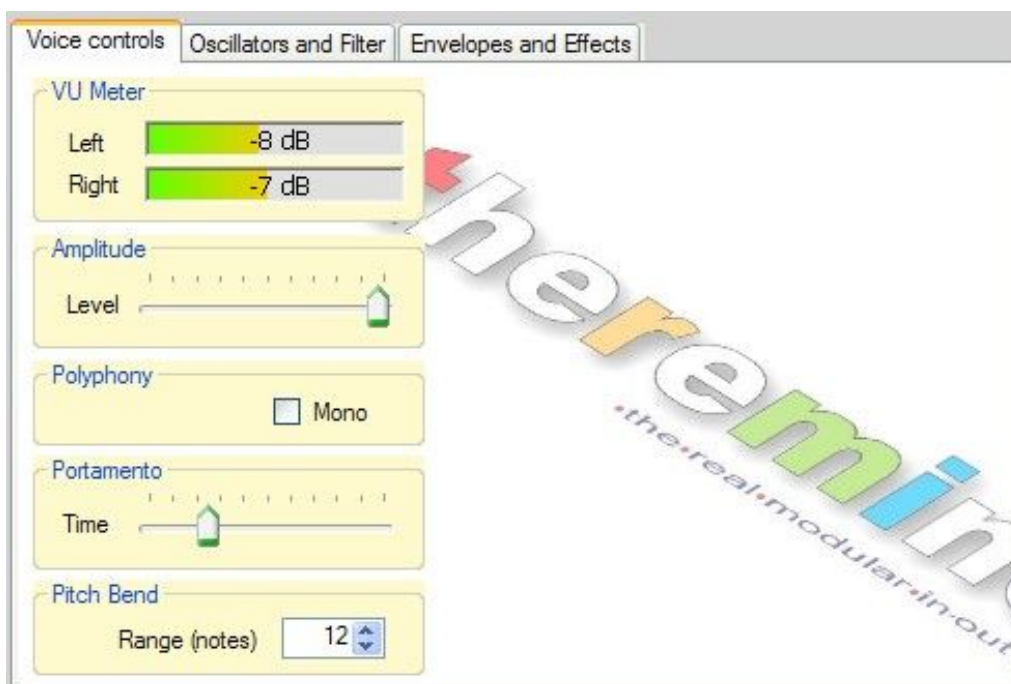 Voice controls
Oscillators and Filter
Envelopes and Effects
VU Meter
Left
-8 dB
Right
-7 dB
Amplitude
Level
Polyphony
Mono
Portamento
Time
Pitch Bend
Range (notes)
12
•the•real•modular•in•out